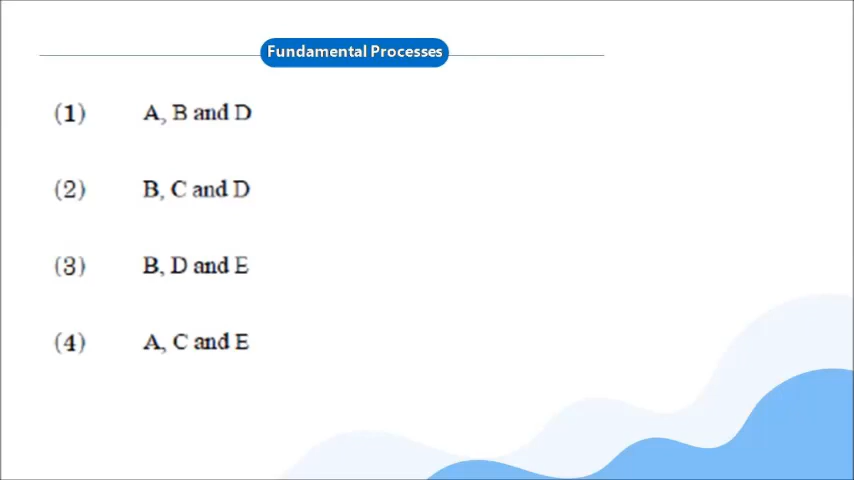 Fundamental Processes
(1) A, B and D
(2) B, C and D
(3) B, D and E
(4) A, C and E